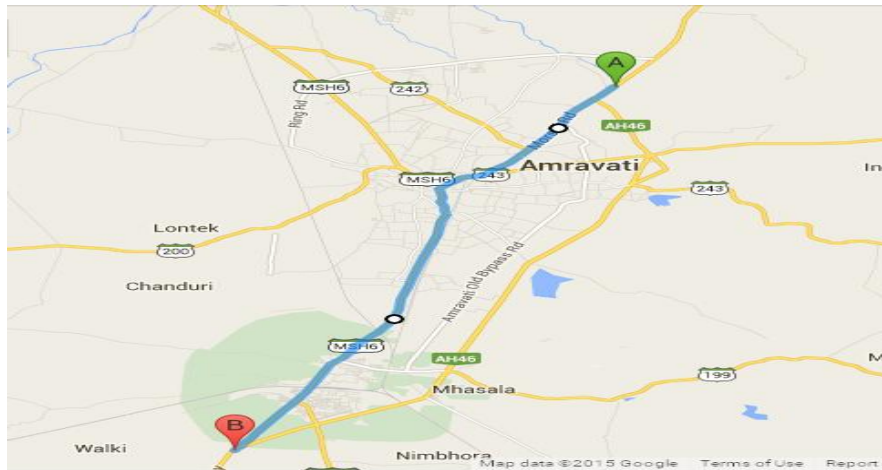 A
MSH6
242
Ring Rd
AH46
Amravati
243
MSH6
243
In
Lontek
200
Chanduri
Amravati Old Bypass Rd
MSH6
AH46
199
M
Mhasala
B
Walki
Nimbhora
Map data ©2015 Google Terms of Use Report